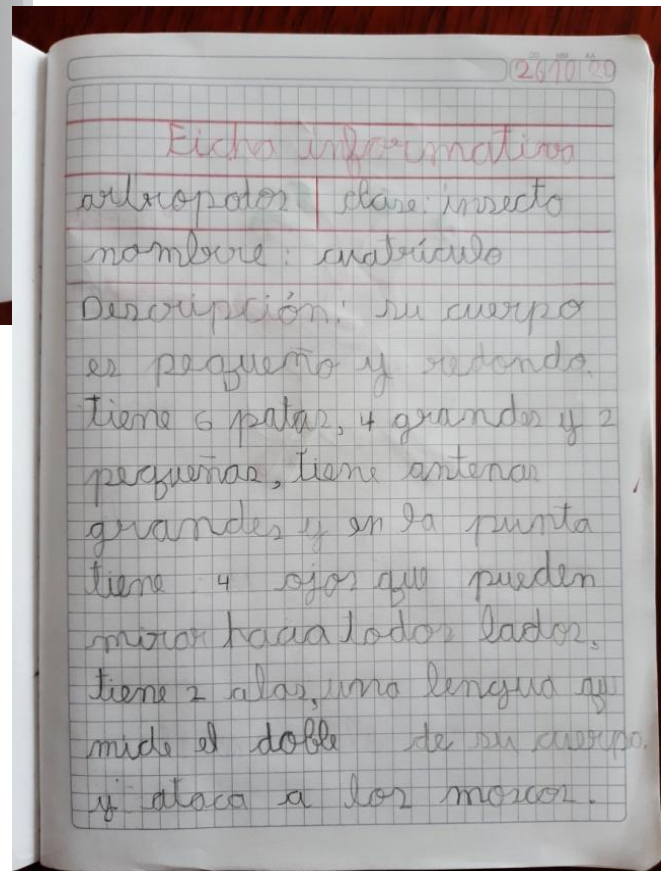 26 10 20
Ficha informativa
artropodos clase: insecto
nombre: cuatrículo
Descripción: su cuerpo
es pequeño y redondo.
tiene 6 patas, 4 grandes y 2
pequeñas, tiene antenas
grandes y en la punta
tiene 4 ojos que pueden
mirar hacia todos lados,
tiene 2 alas, una lengua qu
mide el doble de su cuerpo.
y ataca a los moscos.